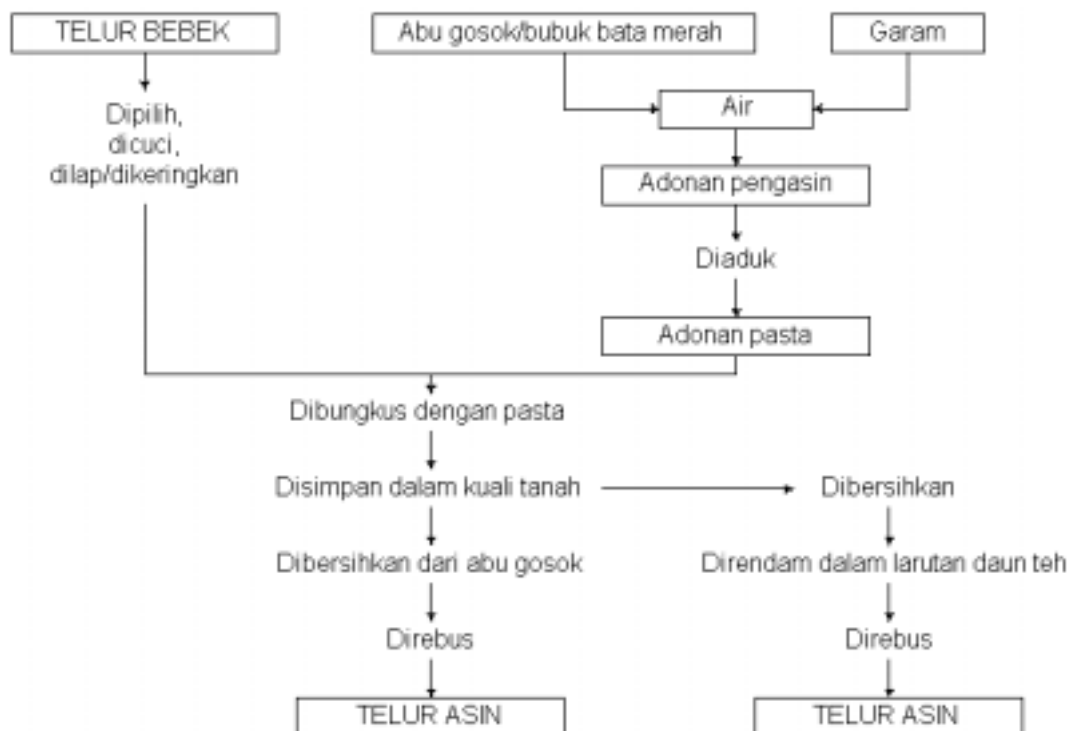 TELUR BEBEK
Abu gosok/bubuk bata merah
Garam
Dipilih,
dicuci,
dilap/dikeringkan
Air
Adonan pengasin
Diaduk
Adonan pasta
Dibungkus dengan pasta
Disimpan dalam kuali tanah
Dibersihkan
Dibersihkan dari abu gosok
Direndam dalam larutan daun teh
Direbus
Direbus
TELUR ASIN
TELUR ASIN